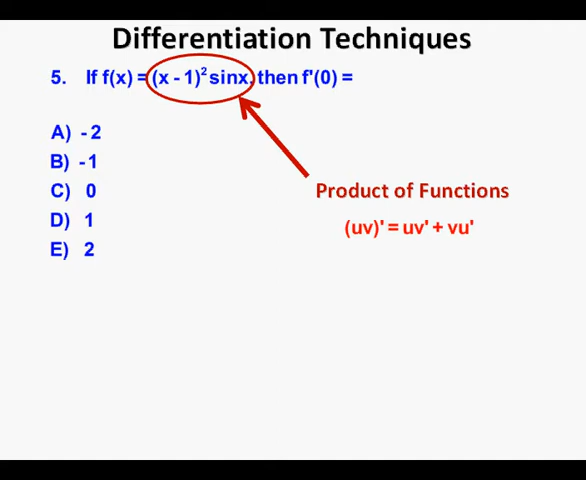 Differentiation Techniques
5. If f(x) = (x - 1)² sinx, then f'(0) =
A) - 2
B) - 1
C) 0
D) 1
E) 2
Product of Functions
(uv)' = uv' + vu'